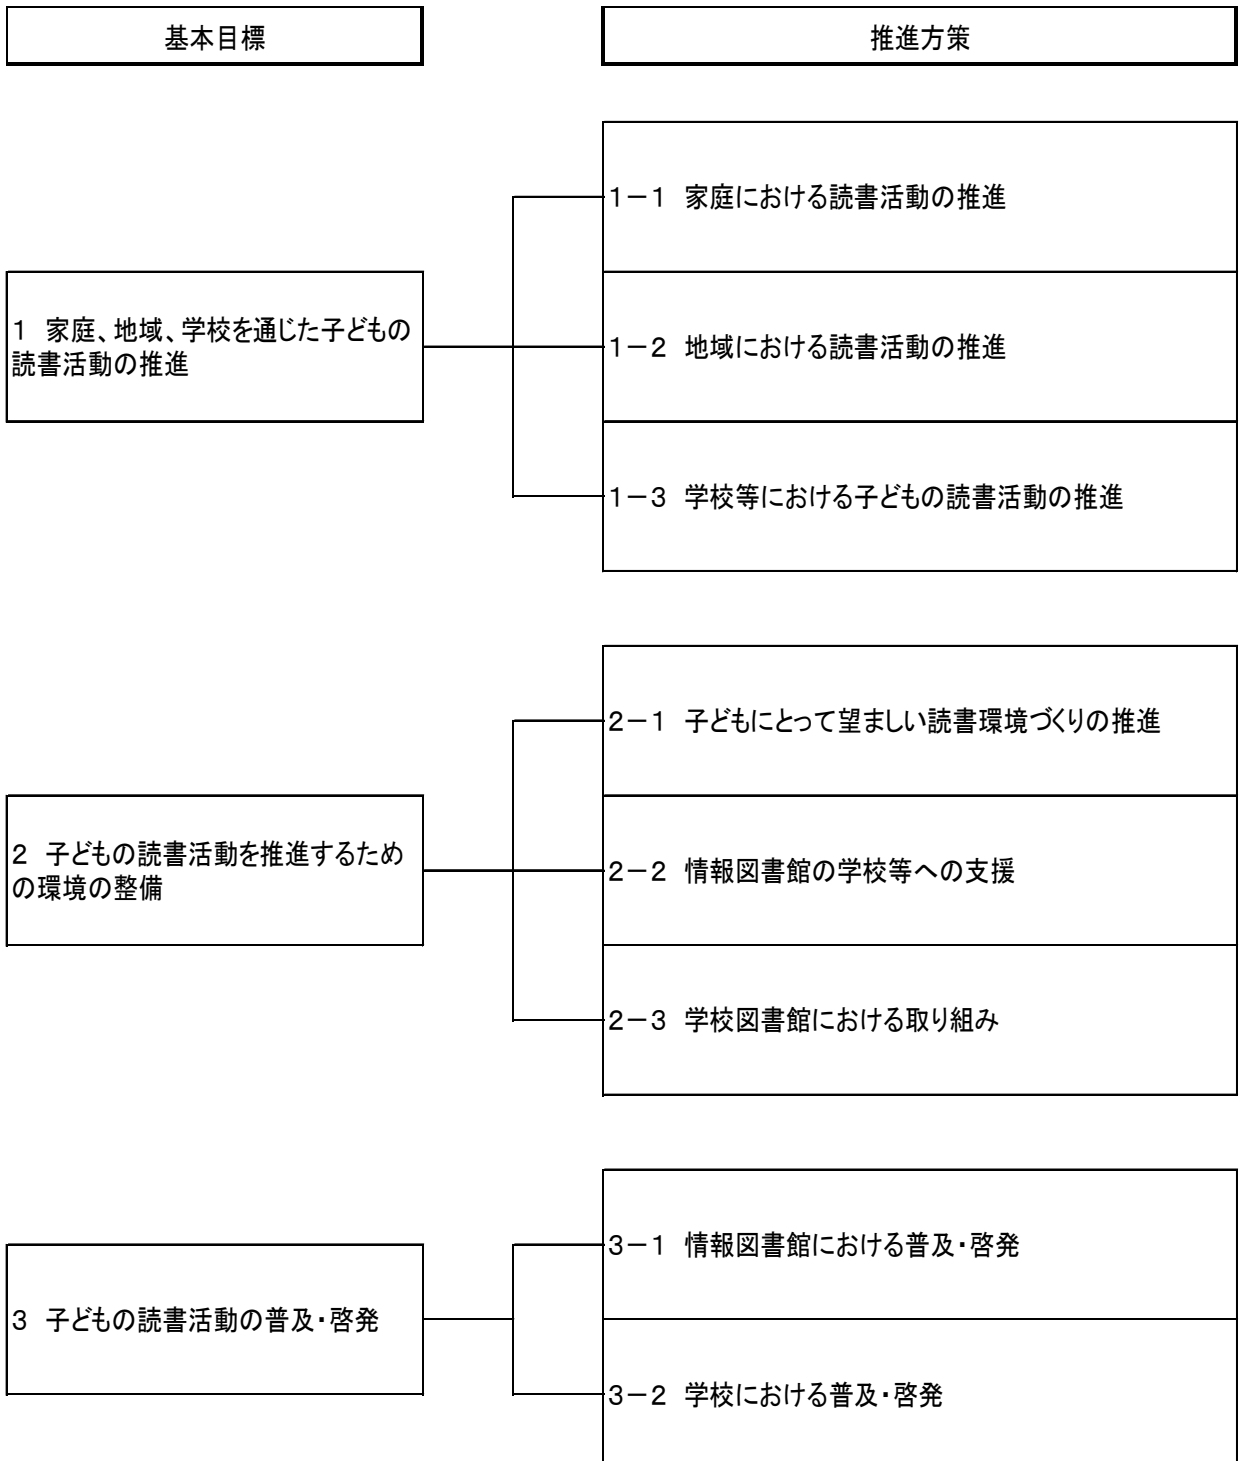 基本目標
推進方策
1 家庭、地域、学校を通じた子どもの
読書活動の推進
1－1 家庭における読書活動の推進
1－2 地域における読書活動の推進
1－3 学校等における子どもの読書活動の推進
2 子どもの読書活動を推進するため
の環境の整備
2－1 子どもにとって望ましい読書環境づくりの推進
2－2 情報図書館の学校等への支援
2－3 学校図書館における取り組み
3 子どもの読書活動の普及・啓発
3－1 情報図書館における普及・啓発
3－2 学校における普及・啓発